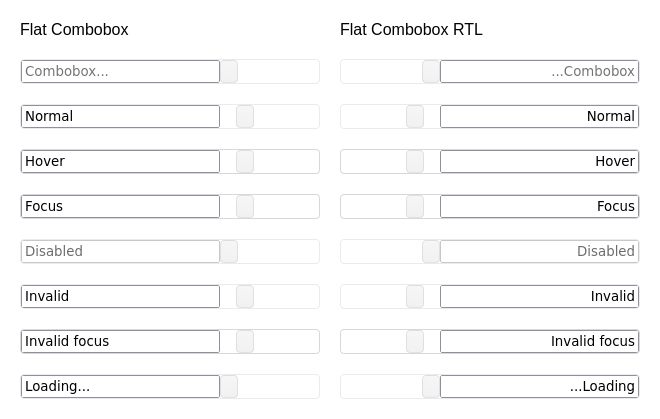 Flat Combobox
Flat Combobox RTL
Combobox...
...Combobox
Normal
Normal
Hover
Hover
Focus
Focus
Disabled
Disabled
Invalid
Invalid
Invalid focus
Invalid focus
Loading...
...Loading